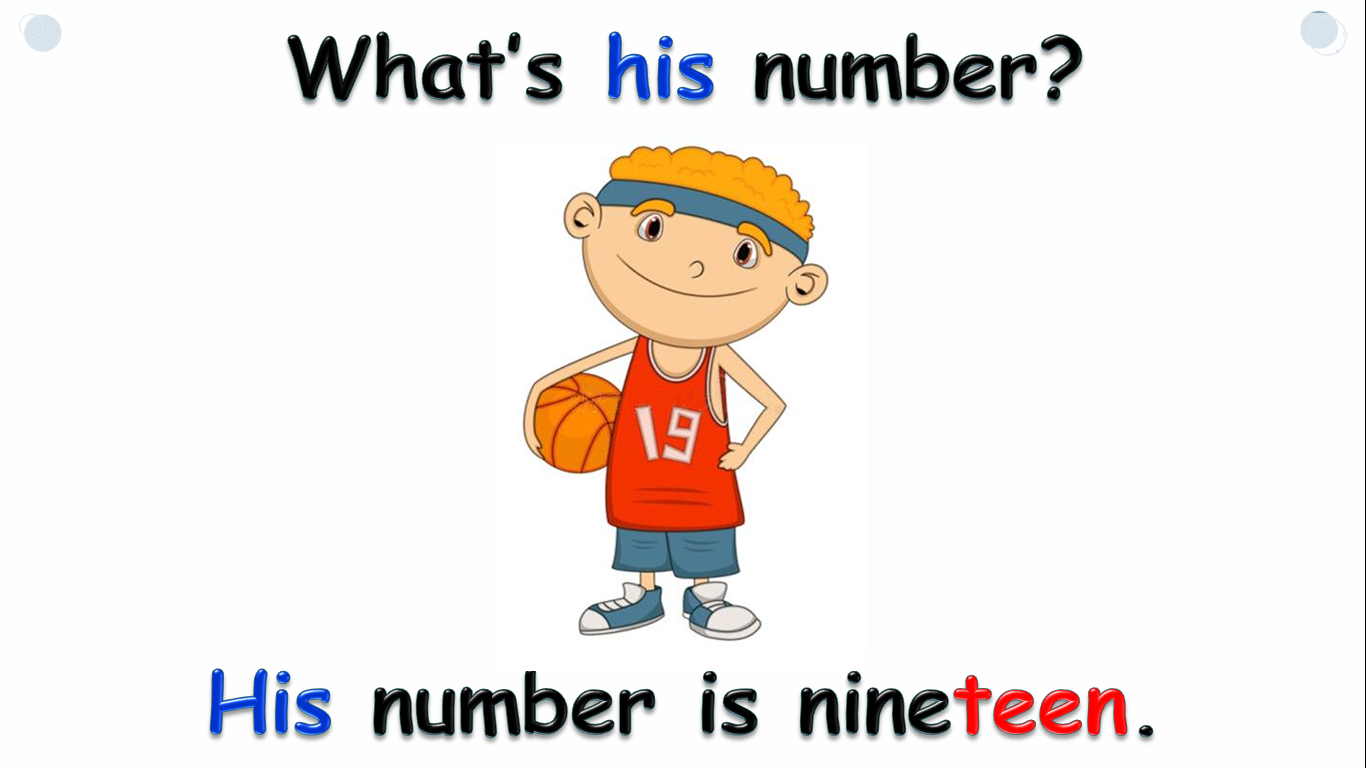 What's his number?
19
His number is nineteen.